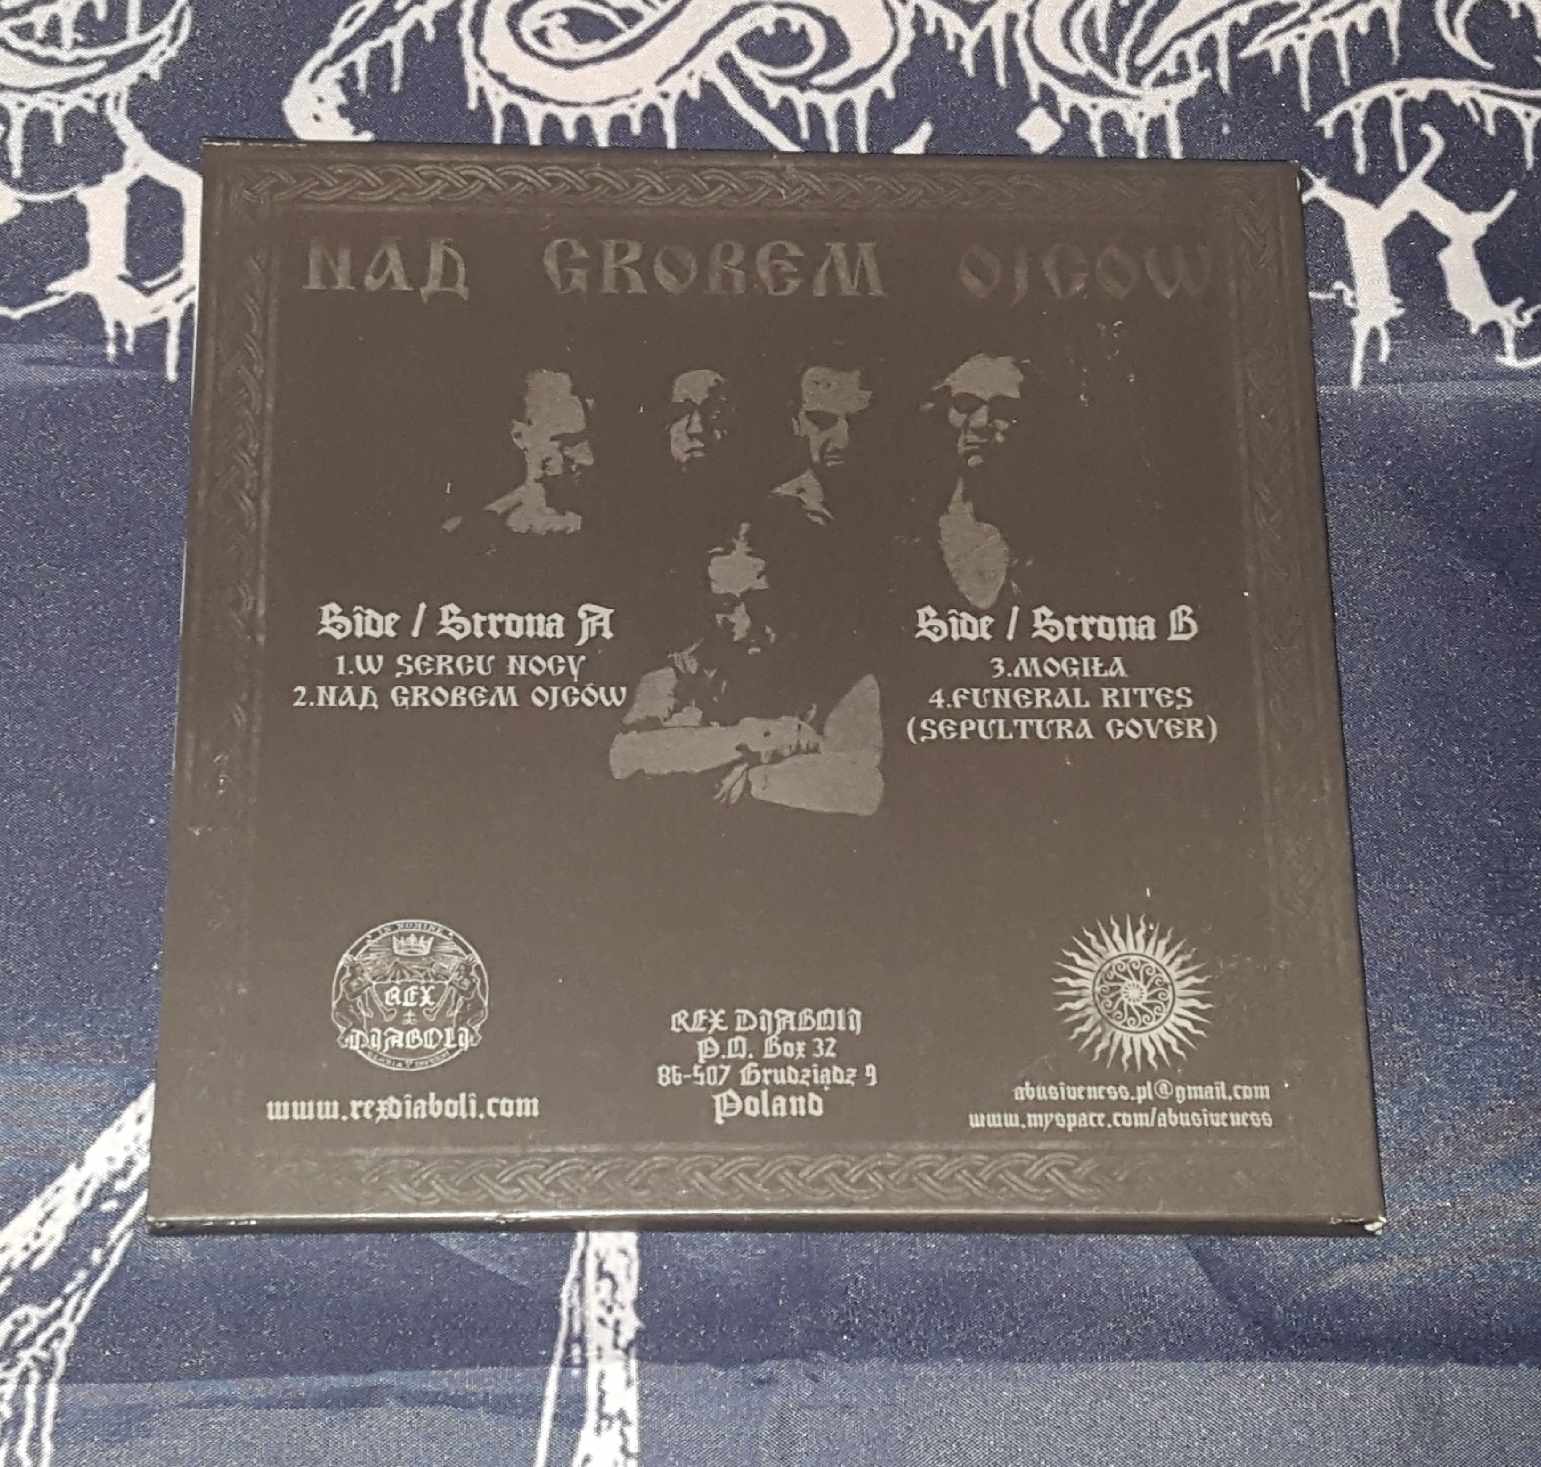 NAD GROBEM OJCÓW
Side / Strona A
1.W SERCU NOCY
2.NAD GROBEM OJCÓW
Side / Strona B
3.MOGIŁA
4.FUNERAL RITES
(SEPULTURA COVER)
IN NOMINE
REX
DIABOLI
www.rexdiaboli.com
REX DIABOLI
P.O. Box 32
86-507 Grudziądz 9
Poland
abusiveness.pl@gmail.com
www.myspace.com/abusiveness